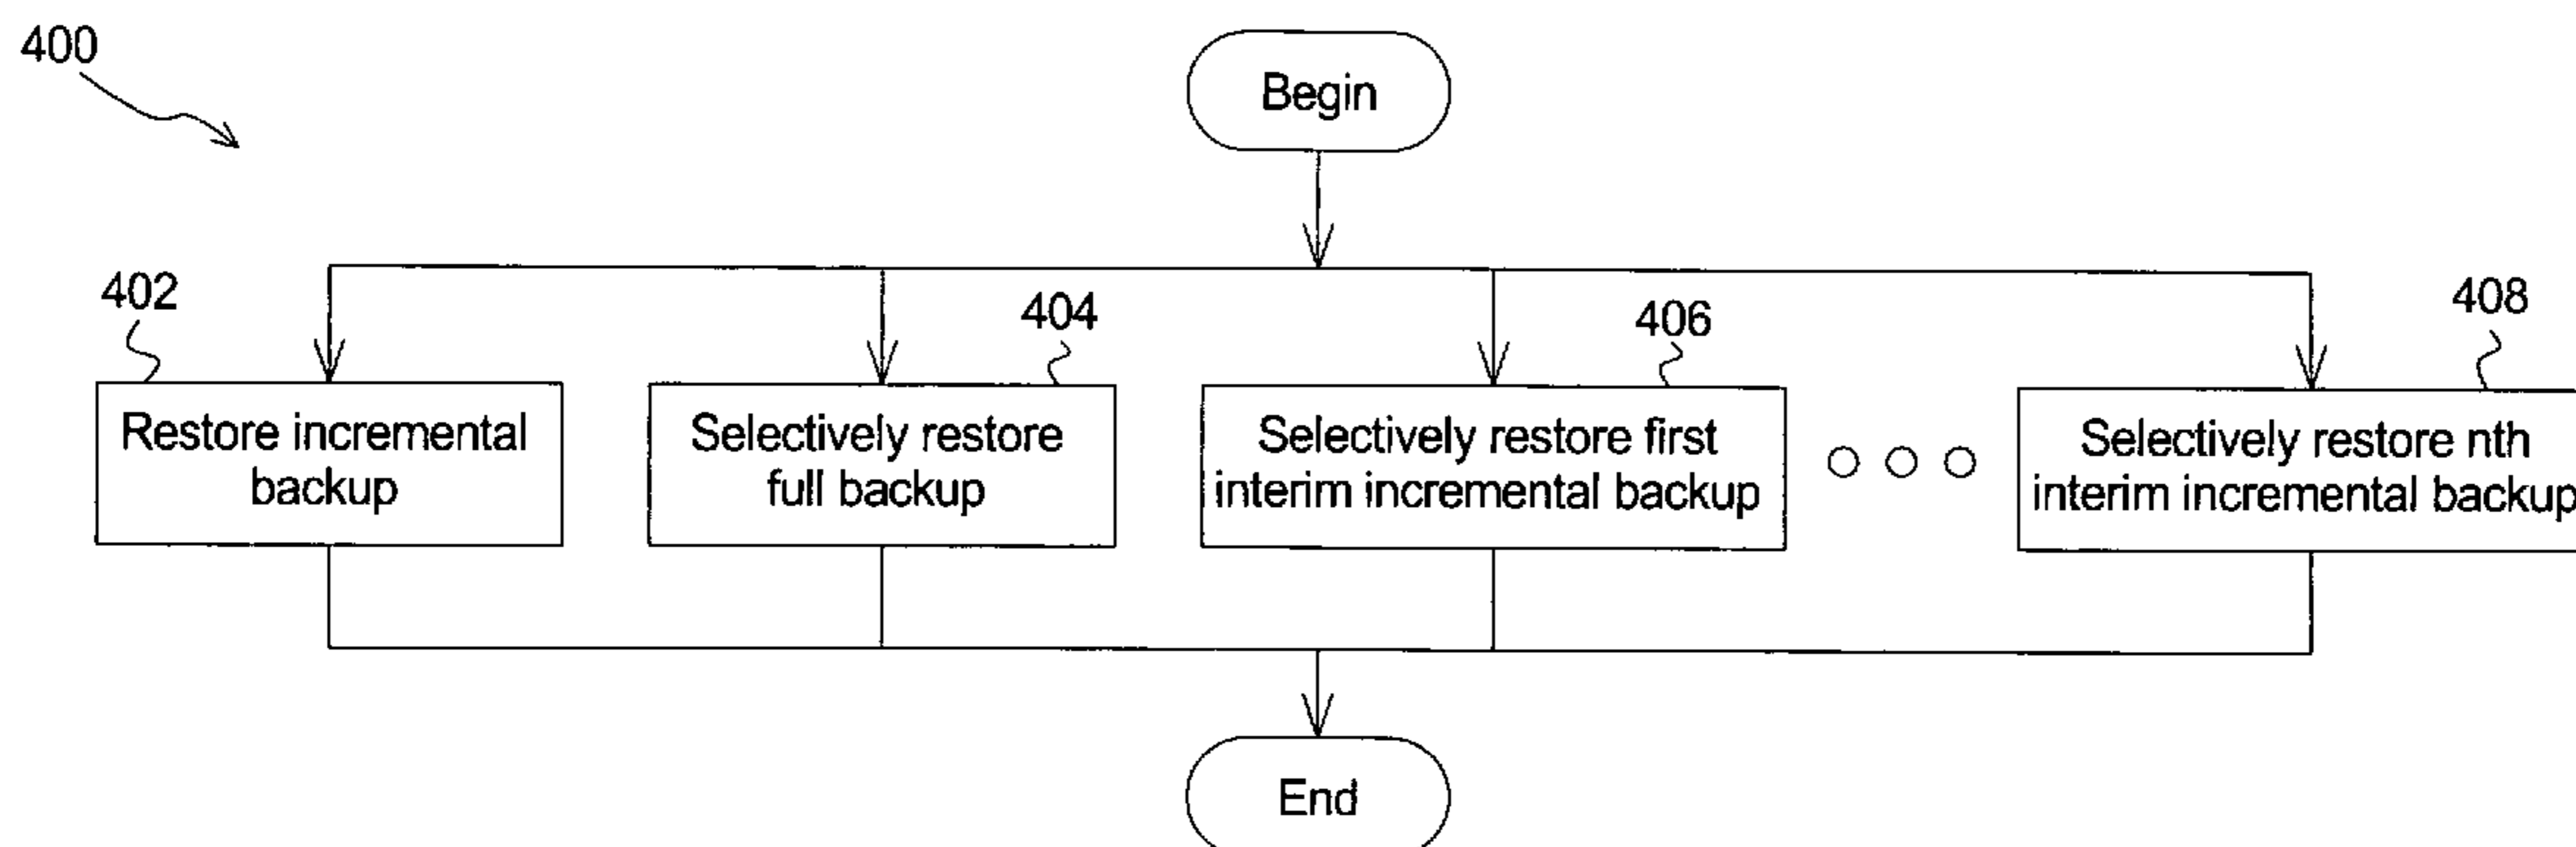 400
Begin
402
404
406
408
Restore incremental
backup
Selectively restore
full backup
Selectively restore first
interim incremental backup
Selectively restore nth
interim incremental backup
End